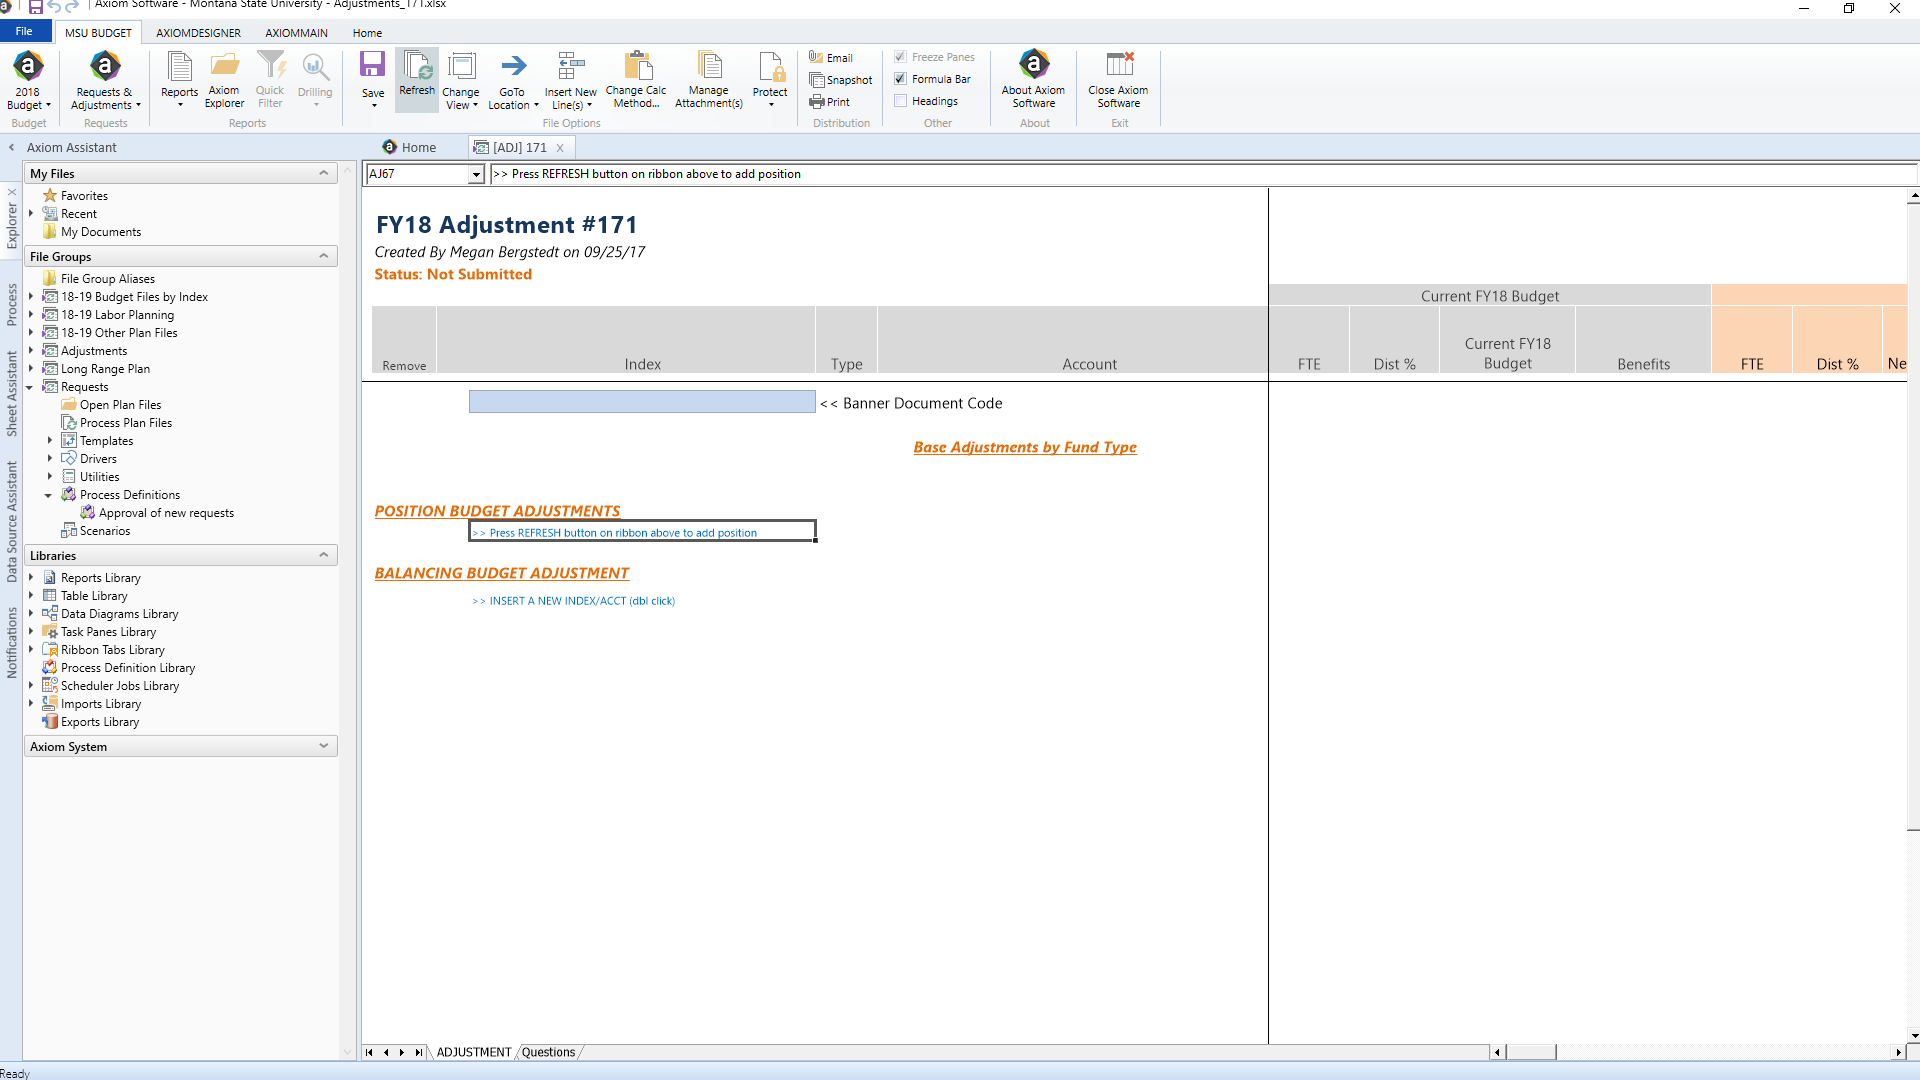 Axiom Software - Montana State University - Adjustments_171.xlsx
File
MSU BUDGET
AXIOMDESIGNER
AXIOMMAIN
Home
2018 Budget
Requests & Adjustments
Reports
Axiom Explorer
Quick Filter
Drilling
Save
Refresh
Change View
GoTo Location
Insert New Line(s)
Change Calc Method...
Manage Attachment(s)
Protect
Email
Snapshot
Print
Freeze Panes
Formula Bar
Headings
About Axiom Software
Close Axiom Software
Budget
Requests
Reports
File Options
Distribution
Other
About
Exit
Axiom Assistant
Home
[ADJ] 171
X
AJ67
>> Press REFRESH button on ribbon above to add position
Explorer
Process
Sheet Assistant
Data Source Assistant
Notifications
My Files
Favorites
Recent
My Documents
File Groups
File Group Aliases
18-19 Budget Files by Index
18-19 Labor Planning
18-19 Other Plan Files
Adjustments
Long Range Plan
Requests
Open Plan Files
Process Plan Files
Templates
Drivers
Utilities
Process Definitions
Approval of new requests
Scenarios
Libraries
Reports Library
Table Library
Data Diagrams Library
Task Panes Library
Ribbon Tabs Library
Process Definition Library
Scheduler Jobs Library
Imports Library
Exports Library
Axiom System
FY18 Adjustment #171
Created By Megan Bergstedt on 09/25/17
Status: Not Submitted
Current FY18 Budget
Remove
Index
Type
Account
FTE
Dist %
Current FY18 Budget
Benefits
FTE
Dist %
Ne
<< Banner Document Code
Base Adjustments by Fund Type
POSITION BUDGET ADJUSTMENTS
>> Press REFRESH button on ribbon above to add position
BALANCING BUDGET ADJUSTMENT
>> INSERT A NEW INDEX/ACCT (dbl click)
ADJUSTMENT
Questions
Ready